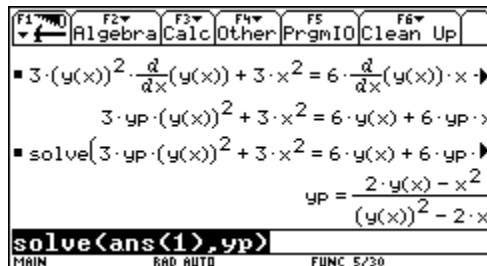 F1 F2 F3 F4 F5 F6
Algebra Calc Other PrgmIO Clean Up
▪ 3·(y(x))²·d/dx(y(x)) + 3·x² = 6·d/dx(y(x))·x ▶
3·yp·(y(x))² + 3·x² = 6·y(x) + 6·yp·x
▪ solve(3·yp·(y(x))² + 3·x² = 6·y(x) + 6·yp·▶
yp = (2·y(x) - x²)/((y(x))² - 2·x
solve(ans(1),yp)
MAIN RAD AUTO FUNC 5/30